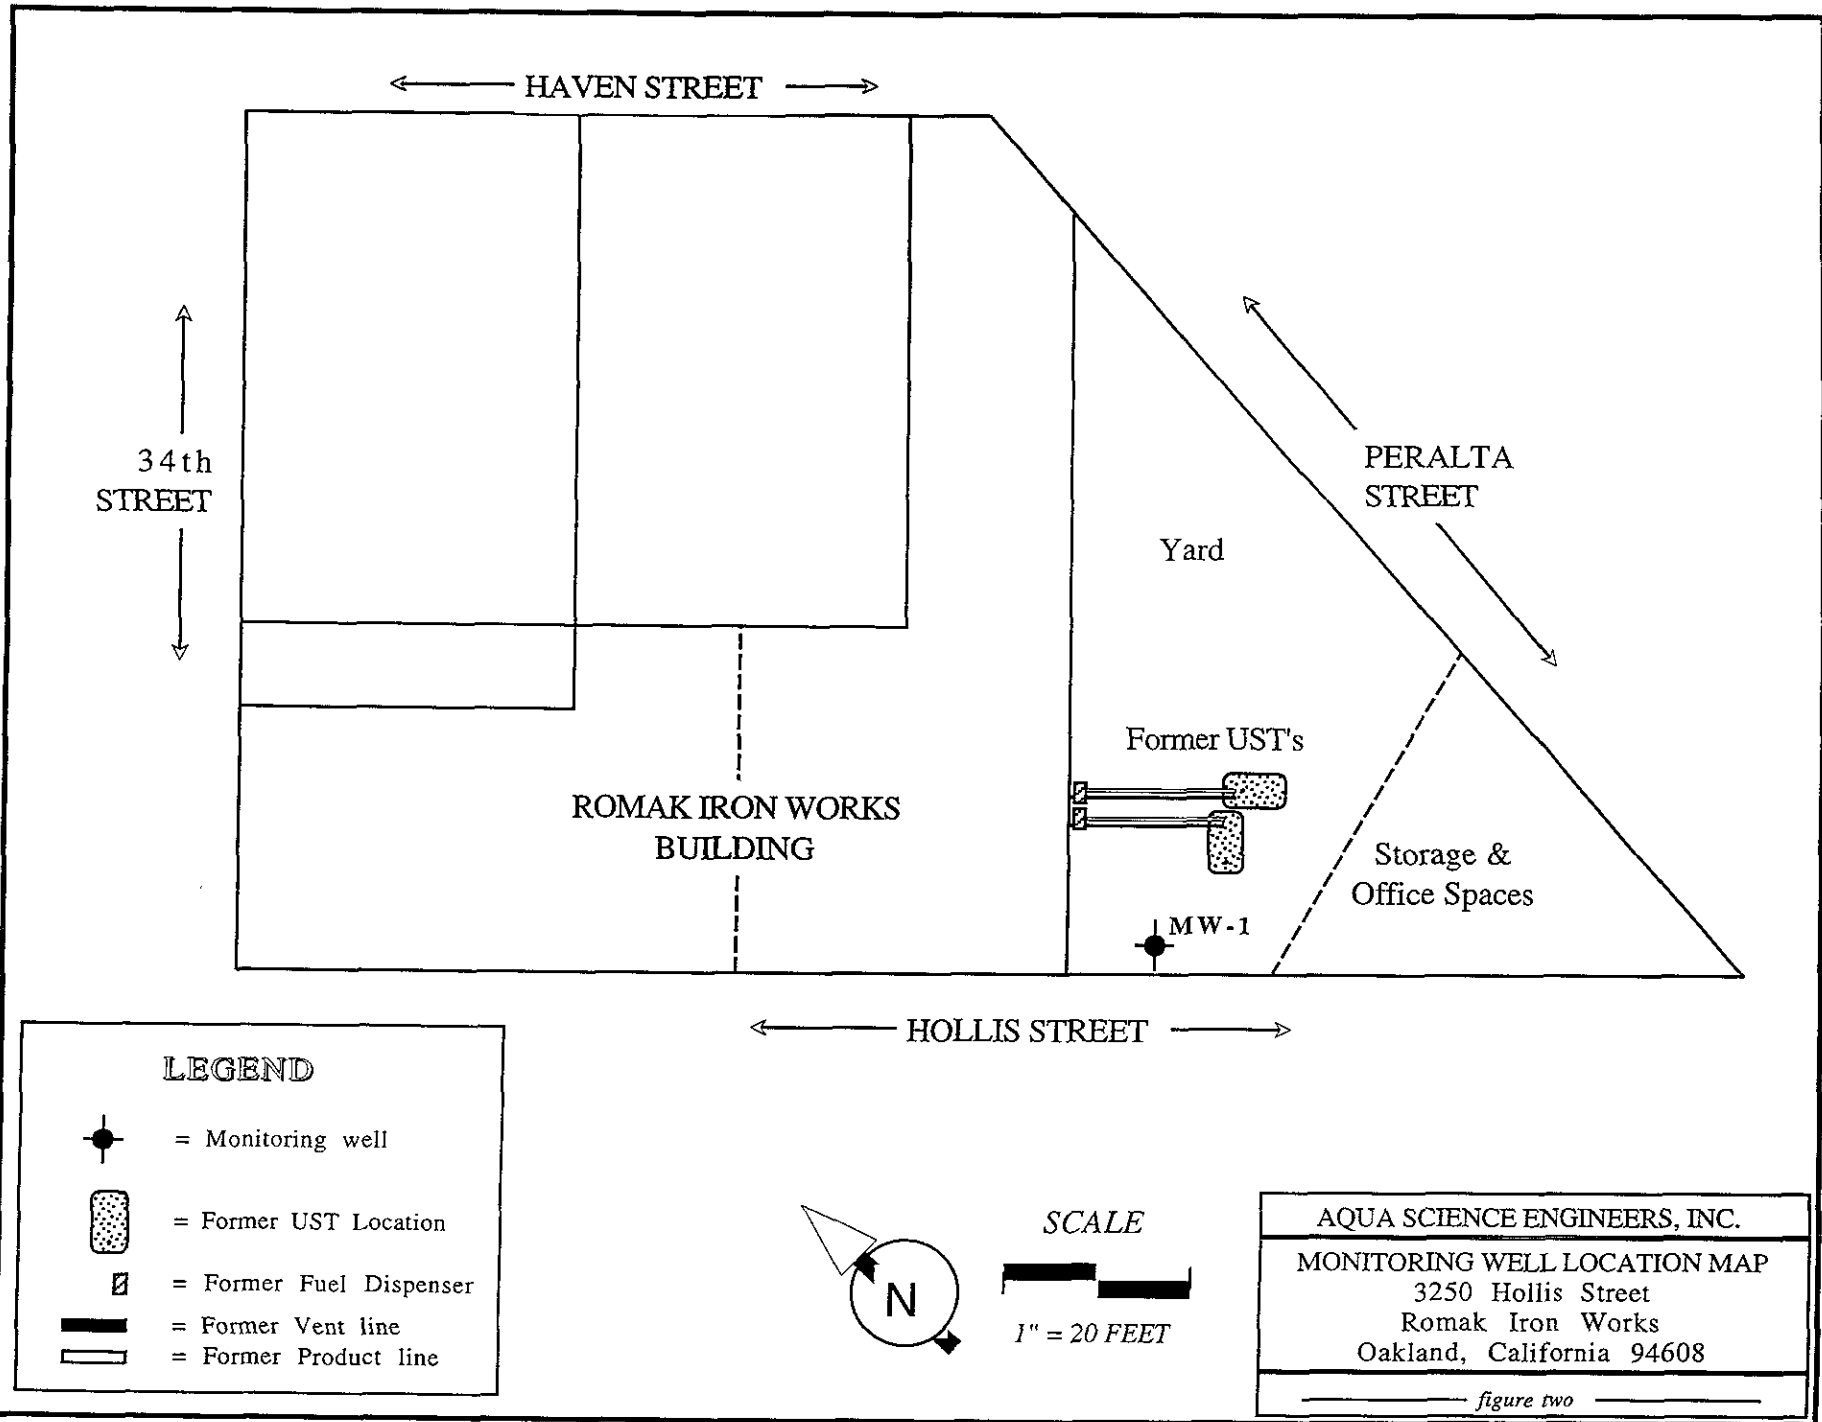 HAVEN STREET
34th
STREET
PERALTA
STREET
Yard
Former UST's
ROMAK IRON WORKS
BUILDING
Storage &
Office Spaces
MW-1
HOLLIS STREET
LEGEND
= Monitoring well
= Former UST Location
= Former Fuel Dispenser
= Former Vent line
= Former Product line
N
SCALE
1" = 20 FEET
AQUA SCIENCE ENGINEERS, INC.
MONITORING WELL LOCATION MAP
3250 Hollis Street
Romak Iron Works
Oakland, California 94608
figure two